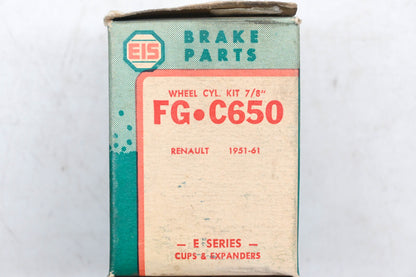 EIS
BRAKE
PARTS
WHEEL CYL. KIT 7/8"
FG•C650
RENAULT 1951-61
— E SERIES —
CUPS & EXPANDERS